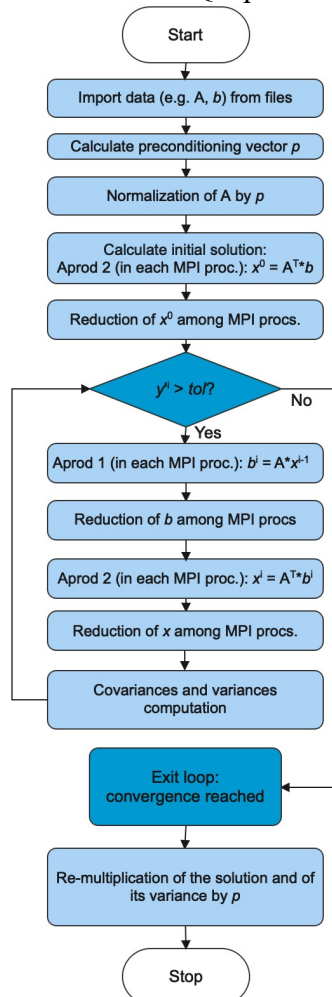 Start
Import data (e.g. A, b) from files
Calculate preconditioning vector p
Normalization of A by p
Calculate initial solution:
Aprod 2 (in each MPI proc.): x⁰ = Aᵀ*b
Reduction of x⁰ among MPI procs.
yⁱ > tol?
No
Yes
Aprod 1 (in each MPI proc.): bⁱ = A*xⁱ⁻¹
Reduction of b among MPI procs
Aprod 2 (in each MPI proc.): xⁱ = Aᵀ*bⁱ
Reduction of x among MPI procs.
Covariances and variances
computation
Exit loop:
convergence reached
Re-multiplication of the solution and of
its variance by p
Stop